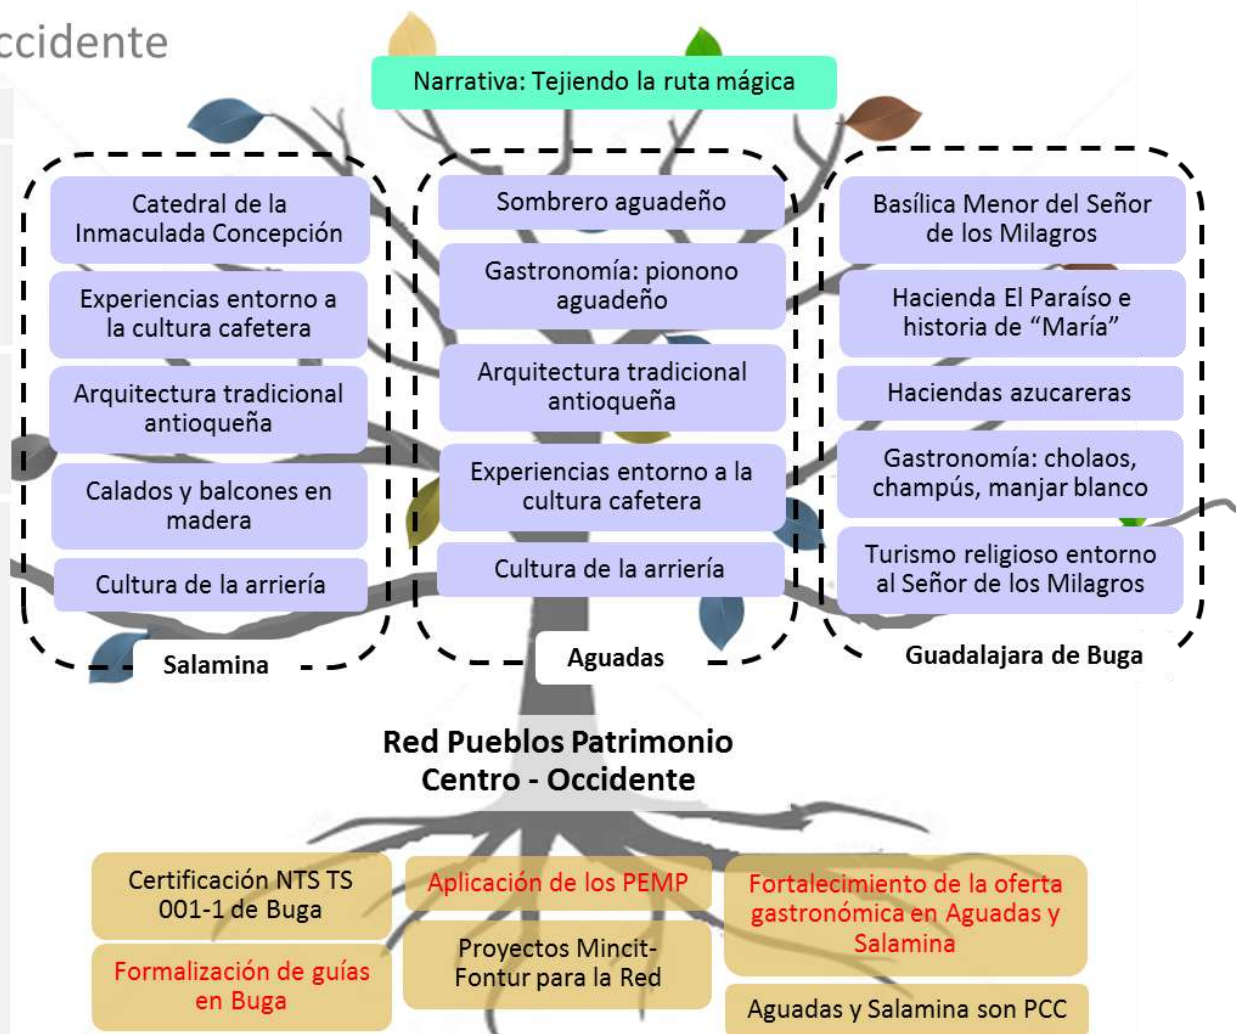 ccidente
Narrativa: Tejiendo la ruta mágica
Catedral de la
Inmaculada Concepción
Experiencias entorno a
la cultura cafetera
Arquitectura tradicional
antioqueña
Calados y balcones en
madera
Cultura de la arriería
Salamina
Sombrero aguadeño
Gastronomía: pionono
aguadeño
Arquitectura tradicional
antioqueña
Experiencias entorno a la
cultura cafetera
Cultura de la arriería
Aguadas
Basílica Menor del Señor
de los Milagros
Hacienda El Paraíso e
historia de “María”
Haciendas azucareras
Gastronomía: cholaos,
champús, manjar blanco
Turismo religioso entorno
al Señor de los Milagros
Guadalajara de Buga
Red Pueblos Patrimonio
Centro - Occidente
Certificación NTS TS
001-1 de Buga
Formalización de guías
en Buga
Aplicación de los PEMP
Proyectos Mincit-
Fontur para la Red
Fortalecimiento de la oferta
gastronómica en Aguadas y
Salamina
Aguadas y Salamina son PCC